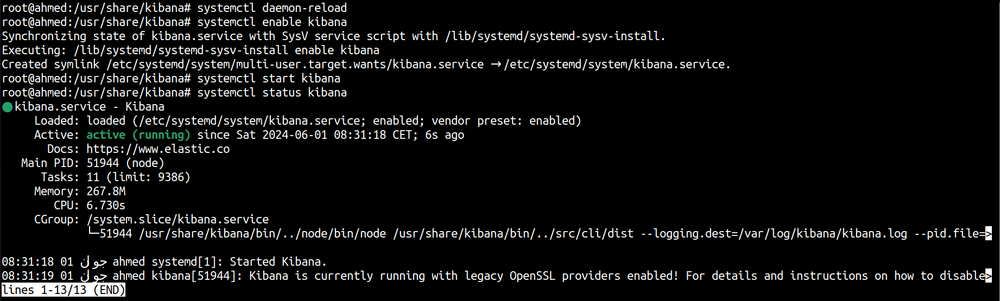 root@ahmed:/usr/share/kibana# systemctl daemon-reload
root@ahmed:/usr/share/kibana# systemctl enable kibana
Synchronizing state of kibana.service with SysV service script with /lib/systemd/systemd-sysv-install.
Executing: /lib/systemd/systemd-sysv-install enable kibana
Created symlink /etc/systemd/system/multi-user.target.wants/kibana.service → /etc/systemd/system/kibana.service.
root@ahmed:/usr/share/kibana# systemctl start kibana
root@ahmed:/usr/share/kibana# systemctl status kibana
● kibana.service - Kibana
     Loaded: loaded (/etc/systemd/system/kibana.service; enabled; vendor preset: enabled)
     Active: active (running) since Sat 2024-06-01 08:31:18 CET; 6s ago
       Docs: https://www.elastic.co
   Main PID: 51944 (node)
      Tasks: 11 (limit: 9386)
     Memory: 267.8M
        CPU: 6.730s
     CGroup: /system.slice/kibana.service
             └─51944 /usr/share/kibana/bin/../node/bin/node /usr/share/kibana/bin/../src/cli/dist --logging.dest=/var/log/kibana/kibana.log --pid.file=>
08:31:18 01 جوان ahmed systemd[1]: Started Kibana.
08:31:19 01 جوان ahmed kibana[51944]: Kibana is currently running with legacy OpenSSL providers enabled! For details and instructions on how to disable>
lines 1-13/13 (END)